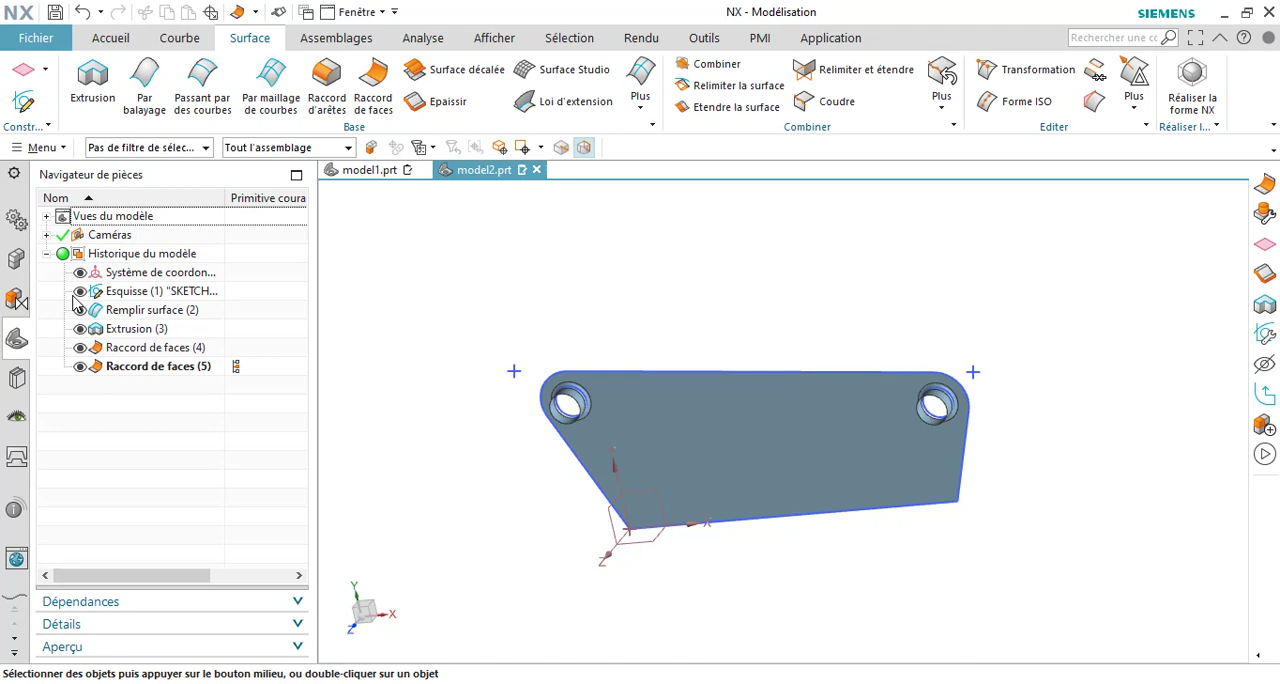 NX
Fenêtre
NX - Modélisation
SIEMENS
Fichier
Accueil
Courbe
Surface
Assemblages
Analyse
Afficher
Sélection
Rendu
Outils
PMI
Application
Rechercher une cc
Extrusion
Par balayage
Passant par des courbes
Par maillage de courbes
Raccord d'arêtes
Raccord de faces
Surface décalée
Epaissir
Surface Studio
Loi d'extension
Plus
Combiner
Relimiter la surface
Etendre la surface
Relimiter et étendre
Coudre
Plus
Transformation
Forme ISO
Plus
Réaliser la forme NX
Constr...
Base
Combiner
Editer
Réaliser l...
Menu
Pas de filtre de sélec...
Tout l'assemblage
Navigateur de pièces
model1.prt
model2.prt
Nom
Primitive coura
Vues du modèle
Caméras
Historique du modèle
Système de coordon...
Esquisse (1) "SKETCH...
Remplir surface (2)
Extrusion (3)
Raccord de faces (4)
Raccord de faces (5)
X
Z
Y
X
Z
Dépendances
Détails
Aperçu
Sélectionner des objets puis appuyer sur le bouton milieu, ou double-cliquer sur un objet